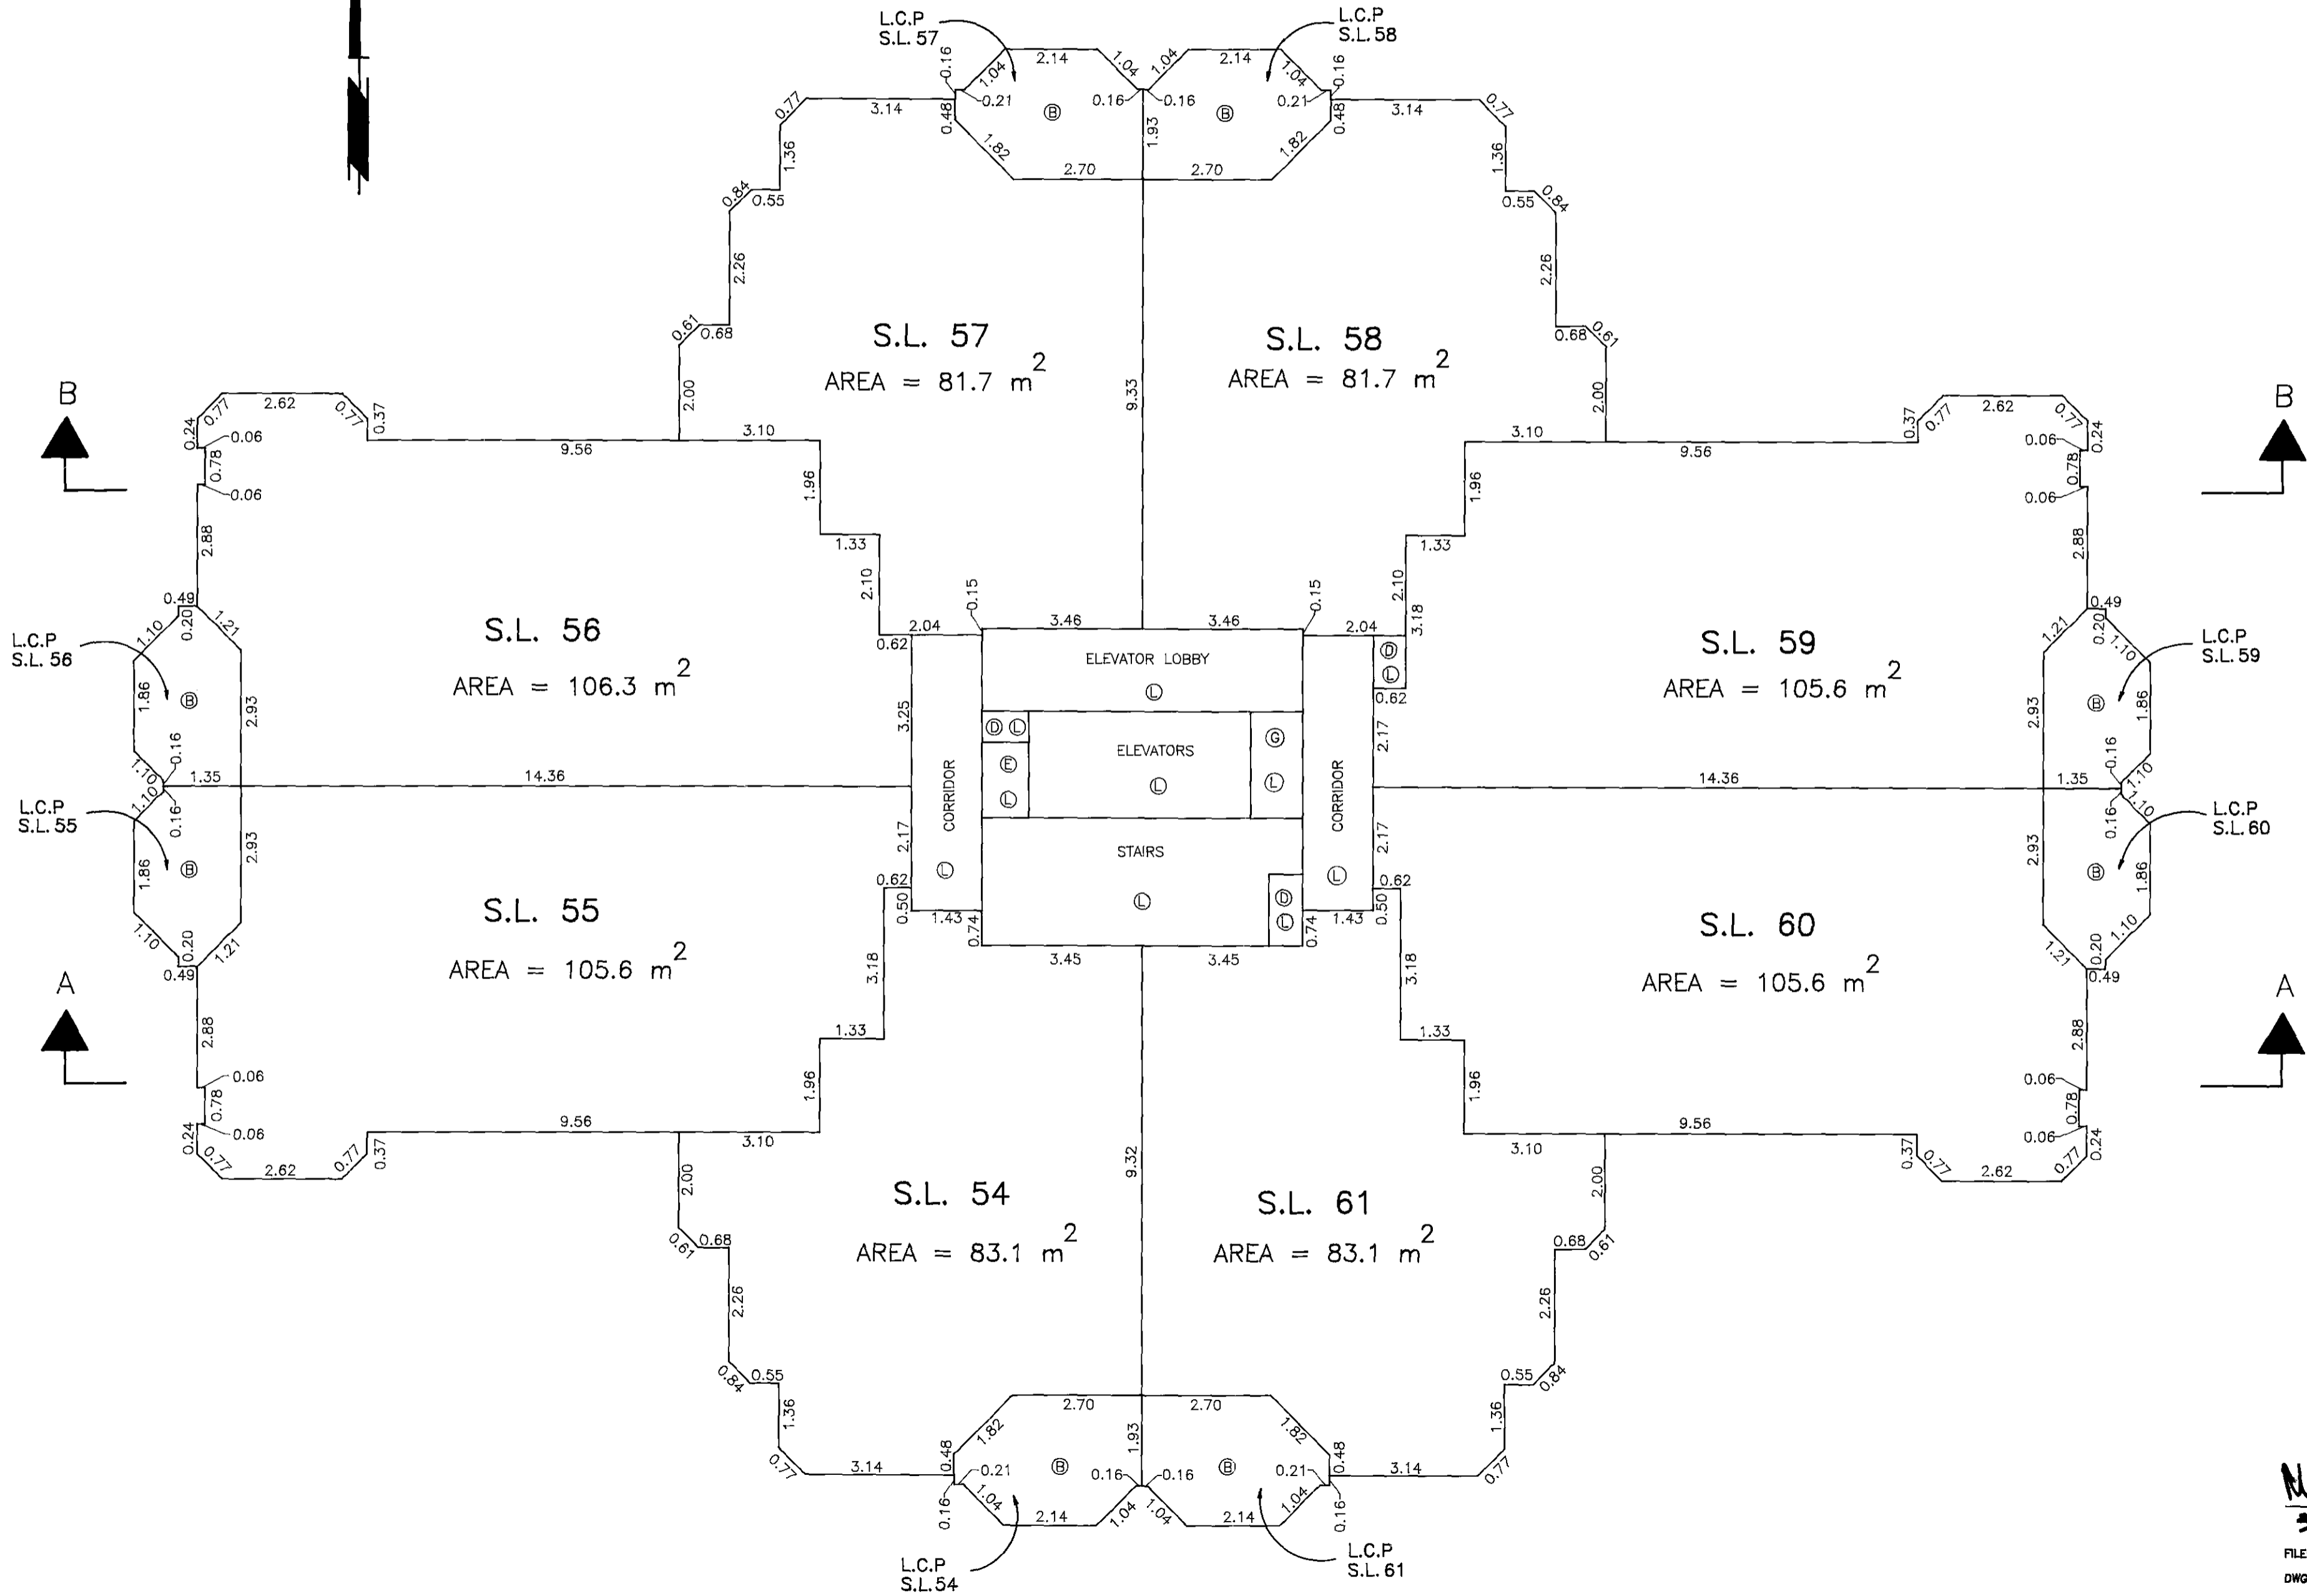 L.C.P
S.L. 57
L.C.P
S.L. 58
0.16
1.04
2.14
1.04
1.04
2.14
1.04
0.16
0.21
0.16
0.16
0.21
0.77
3.14
0.48
B
1.93
B
0.48
3.14
0.77
1.36
1.82
2.70
2.70
1.82
1.36
0.84
0.55
0.55
0.84
2.26
2.26
S.L. 57
AREA = 81.7 m2
S.L. 58
AREA = 81.7 m2
0.61
0.68
0.68
0.61
2.00
9.33
2.00
B
B
0.77
2.62
0.77
0.37
0.24
0.06
0.78
0.06
9.56
3.10
3.10
9.56
0.37
0.77
2.62
0.77
0.24
0.06
0.78
0.06
1.96
1.96
1.33
1.33
2.88
2.88
2.10
2.10
0.15
0.15
3.18
0.49
0.20
1.21
1.10
0.62
2.04
3.46
3.46
2.04
0.49
0.20
1.21
1.10
L.C.P
S.L. 56
S.L. 56
AREA = 106.3 m2
ELEVATOR LOBBY
L
D
L
0.62
S.L. 59
AREA = 105.6 m2
L.C.P
S.L. 59
1.86
B
2.93
3.25
D L
ELEVATORS
L
G
L
2.17
2.93
B
1.86
E
L
0.16
1.10
1.35
14.36
CORRIDOR
CORRIDOR
14.36
1.35
0.16
1.10
L.C.P
S.L. 55
1.10
0.16
2.93
2.17
2.17
2.93
0.16
1.10
L.C.P
S.L. 60
1.86
B
L
STAIRS
L
L
B
1.86
0.62
0.50
1.43
0.74
D
L
0.74
1.43
0.62
0.50
S.L. 55
AREA = 105.6 m2
S.L. 60
AREA = 105.6 m2
1.10
0.20
0.49
1.21
3.45
3.45
1.21
0.20
0.49
1.10
3.18
3.18
A
A
2.88
1.33
1.33
2.88
0.06
0.78
0.06
0.24
1.96
1.96
0.06
0.78
0.06
0.24
0.77
2.62
0.77
0.37
9.56
3.10
3.10
9.56
0.37
0.77
2.62
0.77
2.00
9.32
2.00
S.L. 54
AREA = 83.1 m2
S.L. 61
AREA = 83.1 m2
0.61
0.68
0.68
0.61
2.26
2.26
0.84
0.55
0.55
0.84
1.36
2.70
2.70
1.36
1.82
1.93
1.82
0.77
3.14
0.48
B
B
0.48
3.14
0.77
0.21
0.16
0.16
0.21
0.16
1.04
2.14
1.04
1.04
2.14
1.04
0.16
L.C.P
S.L. 54
L.C.P
S.L. 61
FILE
DWG